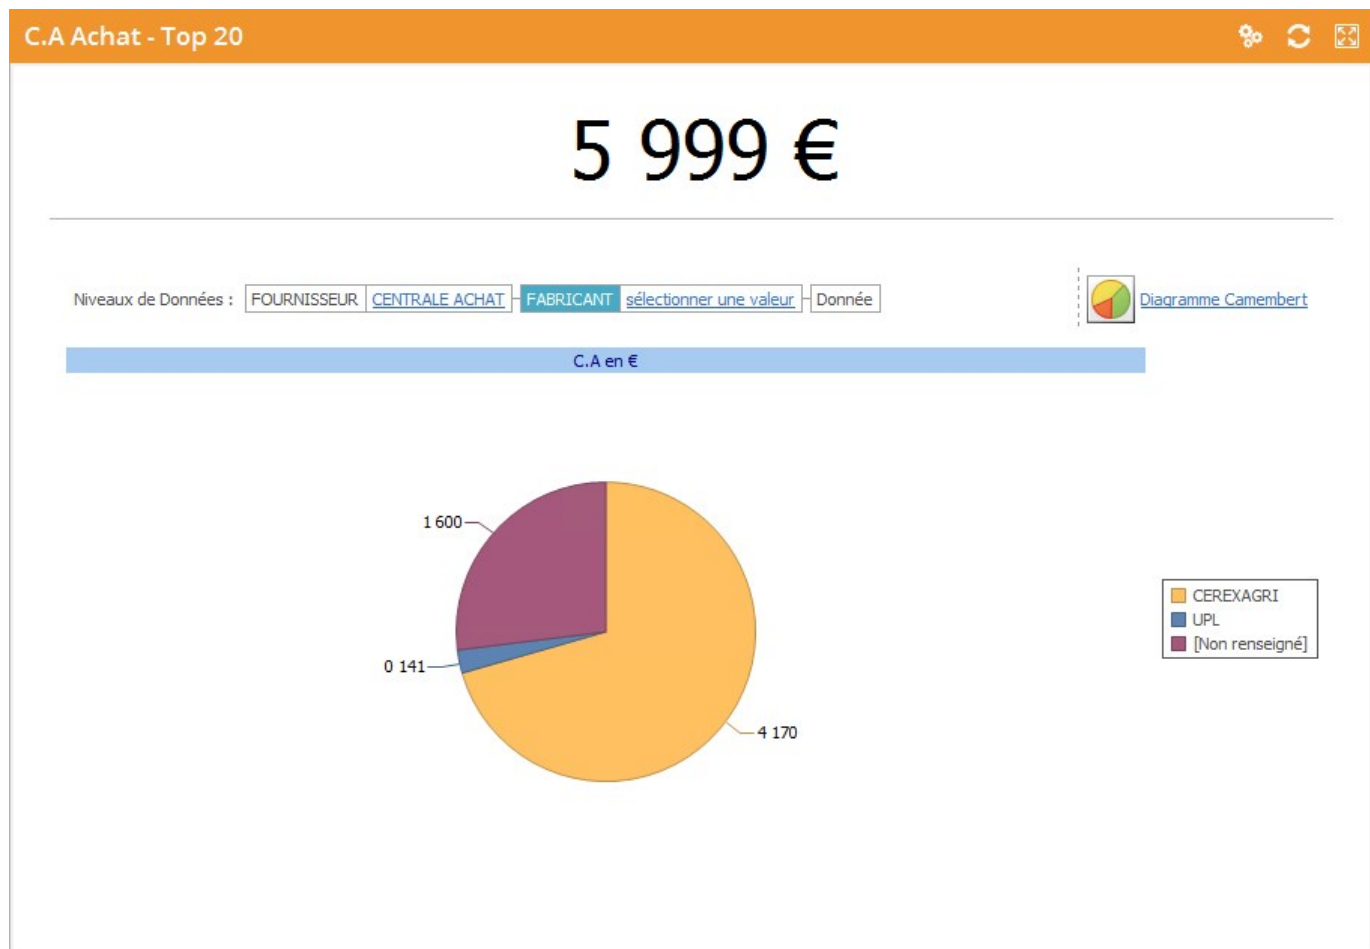 C.A Achat - Top 20
5 999 €
Niveaux de Données : FOURNISSEUR CENTRALE ACHAT FABRICANT sélectionner une valeur Donnée Diagramme Camembert
C.A en €
1 600
0 141
4 170
CEREXAGRI
UPL
[Non renseigné]